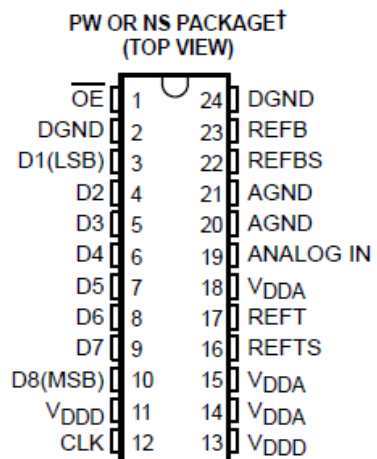 PW OR NS PACKAGE†
(TOP VIEW)
OE 1 24 DGND
DGND 2 23 REFB
D1(LSB) 3 22 REFBS
D2 4 21 AGND
D3 5 20 AGND
D4 6 19 ANALOG IN
D5 7 18 VDDA
D6 8 17 REFT
D7 9 16 REFTS
D8(MSB) 10 15 VDDA
VDDD 11 14 VDDA
CLK 12 13 VDDD